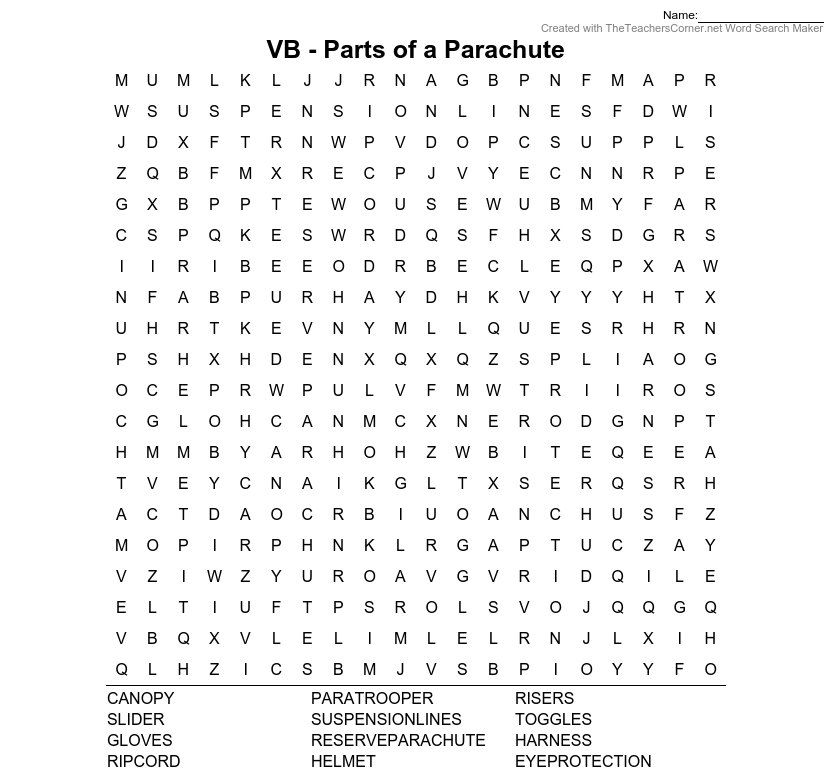 Name:
Created with TheTeachersCorner.net Word Search Maker
VB - Parts of a Parachute
M U M L K L J J R N A G B P N F M A P R
W S U S P E N S I O N L I N E S F D W I
J D X F T R N W P V D O P C S U P P L S
Z Q B F M X R E C P J V Y E C N N R P E
G X B P P T E W O U S E W U B M Y F A R
C S P Q K E S W R D Q S F H X S D G R S
I I R I B E E O D R B E C L E Q P X A W
N F A B P U R H A Y D H K V Y Y Y H T X
U H R T K E V N Y M L L Q U E S R H R N
P S H X H D E N X Q X Q Z S P L I A O G
O C E P R W P U L V F M W T R I I R O S
C G L O H C A N M C X N E R O D G N P T
H M M B Y A R H O H Z W B I T E Q E E A
T V E Y C N A I K G L T X S E R Q S R H
A C T D A O C R B I U O A N C H U S F Z
M O P I R P H N K L R G A P T U C Z A Y
V Z I W Z Y U R O A V G V R I D Q I L E
E L T I U F T P S R O L S V O J Q Q G Q
V B Q X V L E L I M L E L R N J L X I H
Q L H Z I C S B M J V S B P I O Y Y F O
CANOPY PARATROOPER RISERS
SLIDER SUSPENSIONLINES TOGGLES
GLOVES RESERVEPARACHUTE HARNESS
RIPCORD HELMET EYEPROTECTION